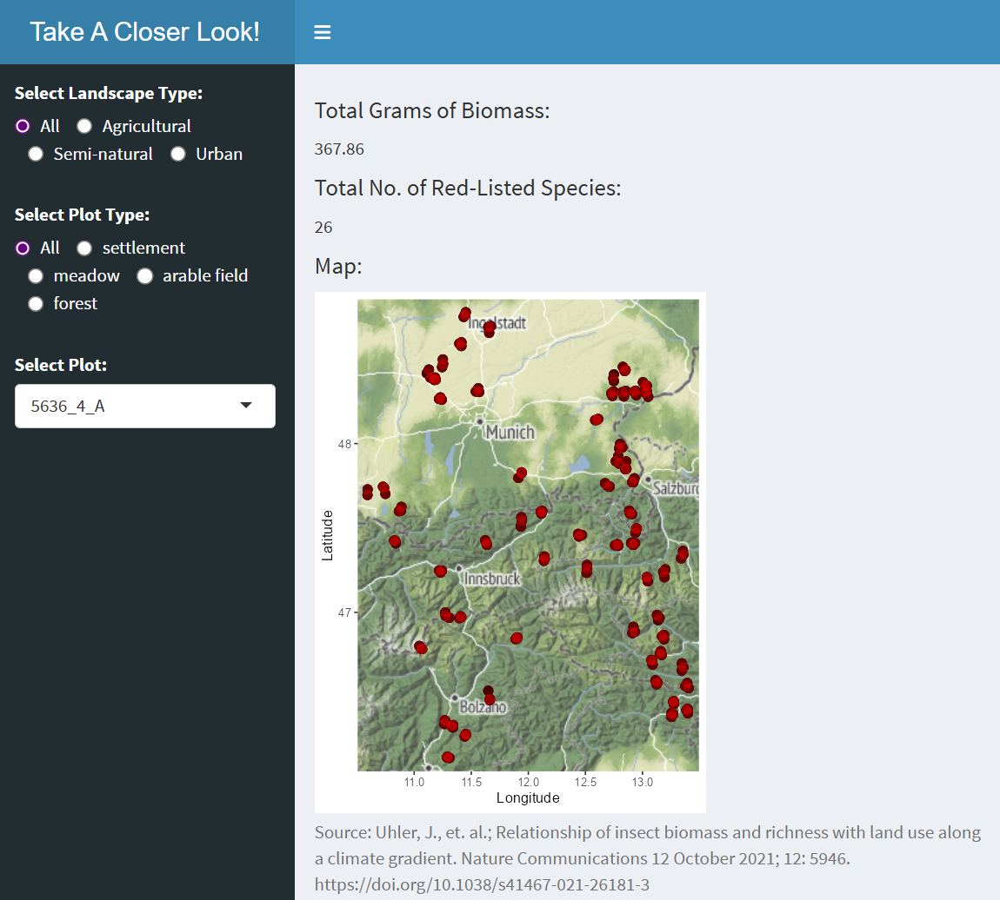 Take A Closer Look!
Select Landscape Type:
All Agricultural
Semi-natural Urban
Select Plot Type:
All settlement
meadow arable field
forest
Select Plot:
5636_4_A
Total Grams of Biomass:
367.86
Total No. of Red-Listed Species:
26
Map:
Ingolstadt
Munich
48
Salzburg
Latitude
Innsbruck
47
Bolzano
11.0 11.5 12.0 12.5 13.0
Longitude
Source: Uhler, J., et. al.; Relationship of insect biomass and richness with land use along
a climate gradient. Nature Communications 12 October 2021; 12: 5946.
https://doi.org/10.1038/s41467-021-26181-3